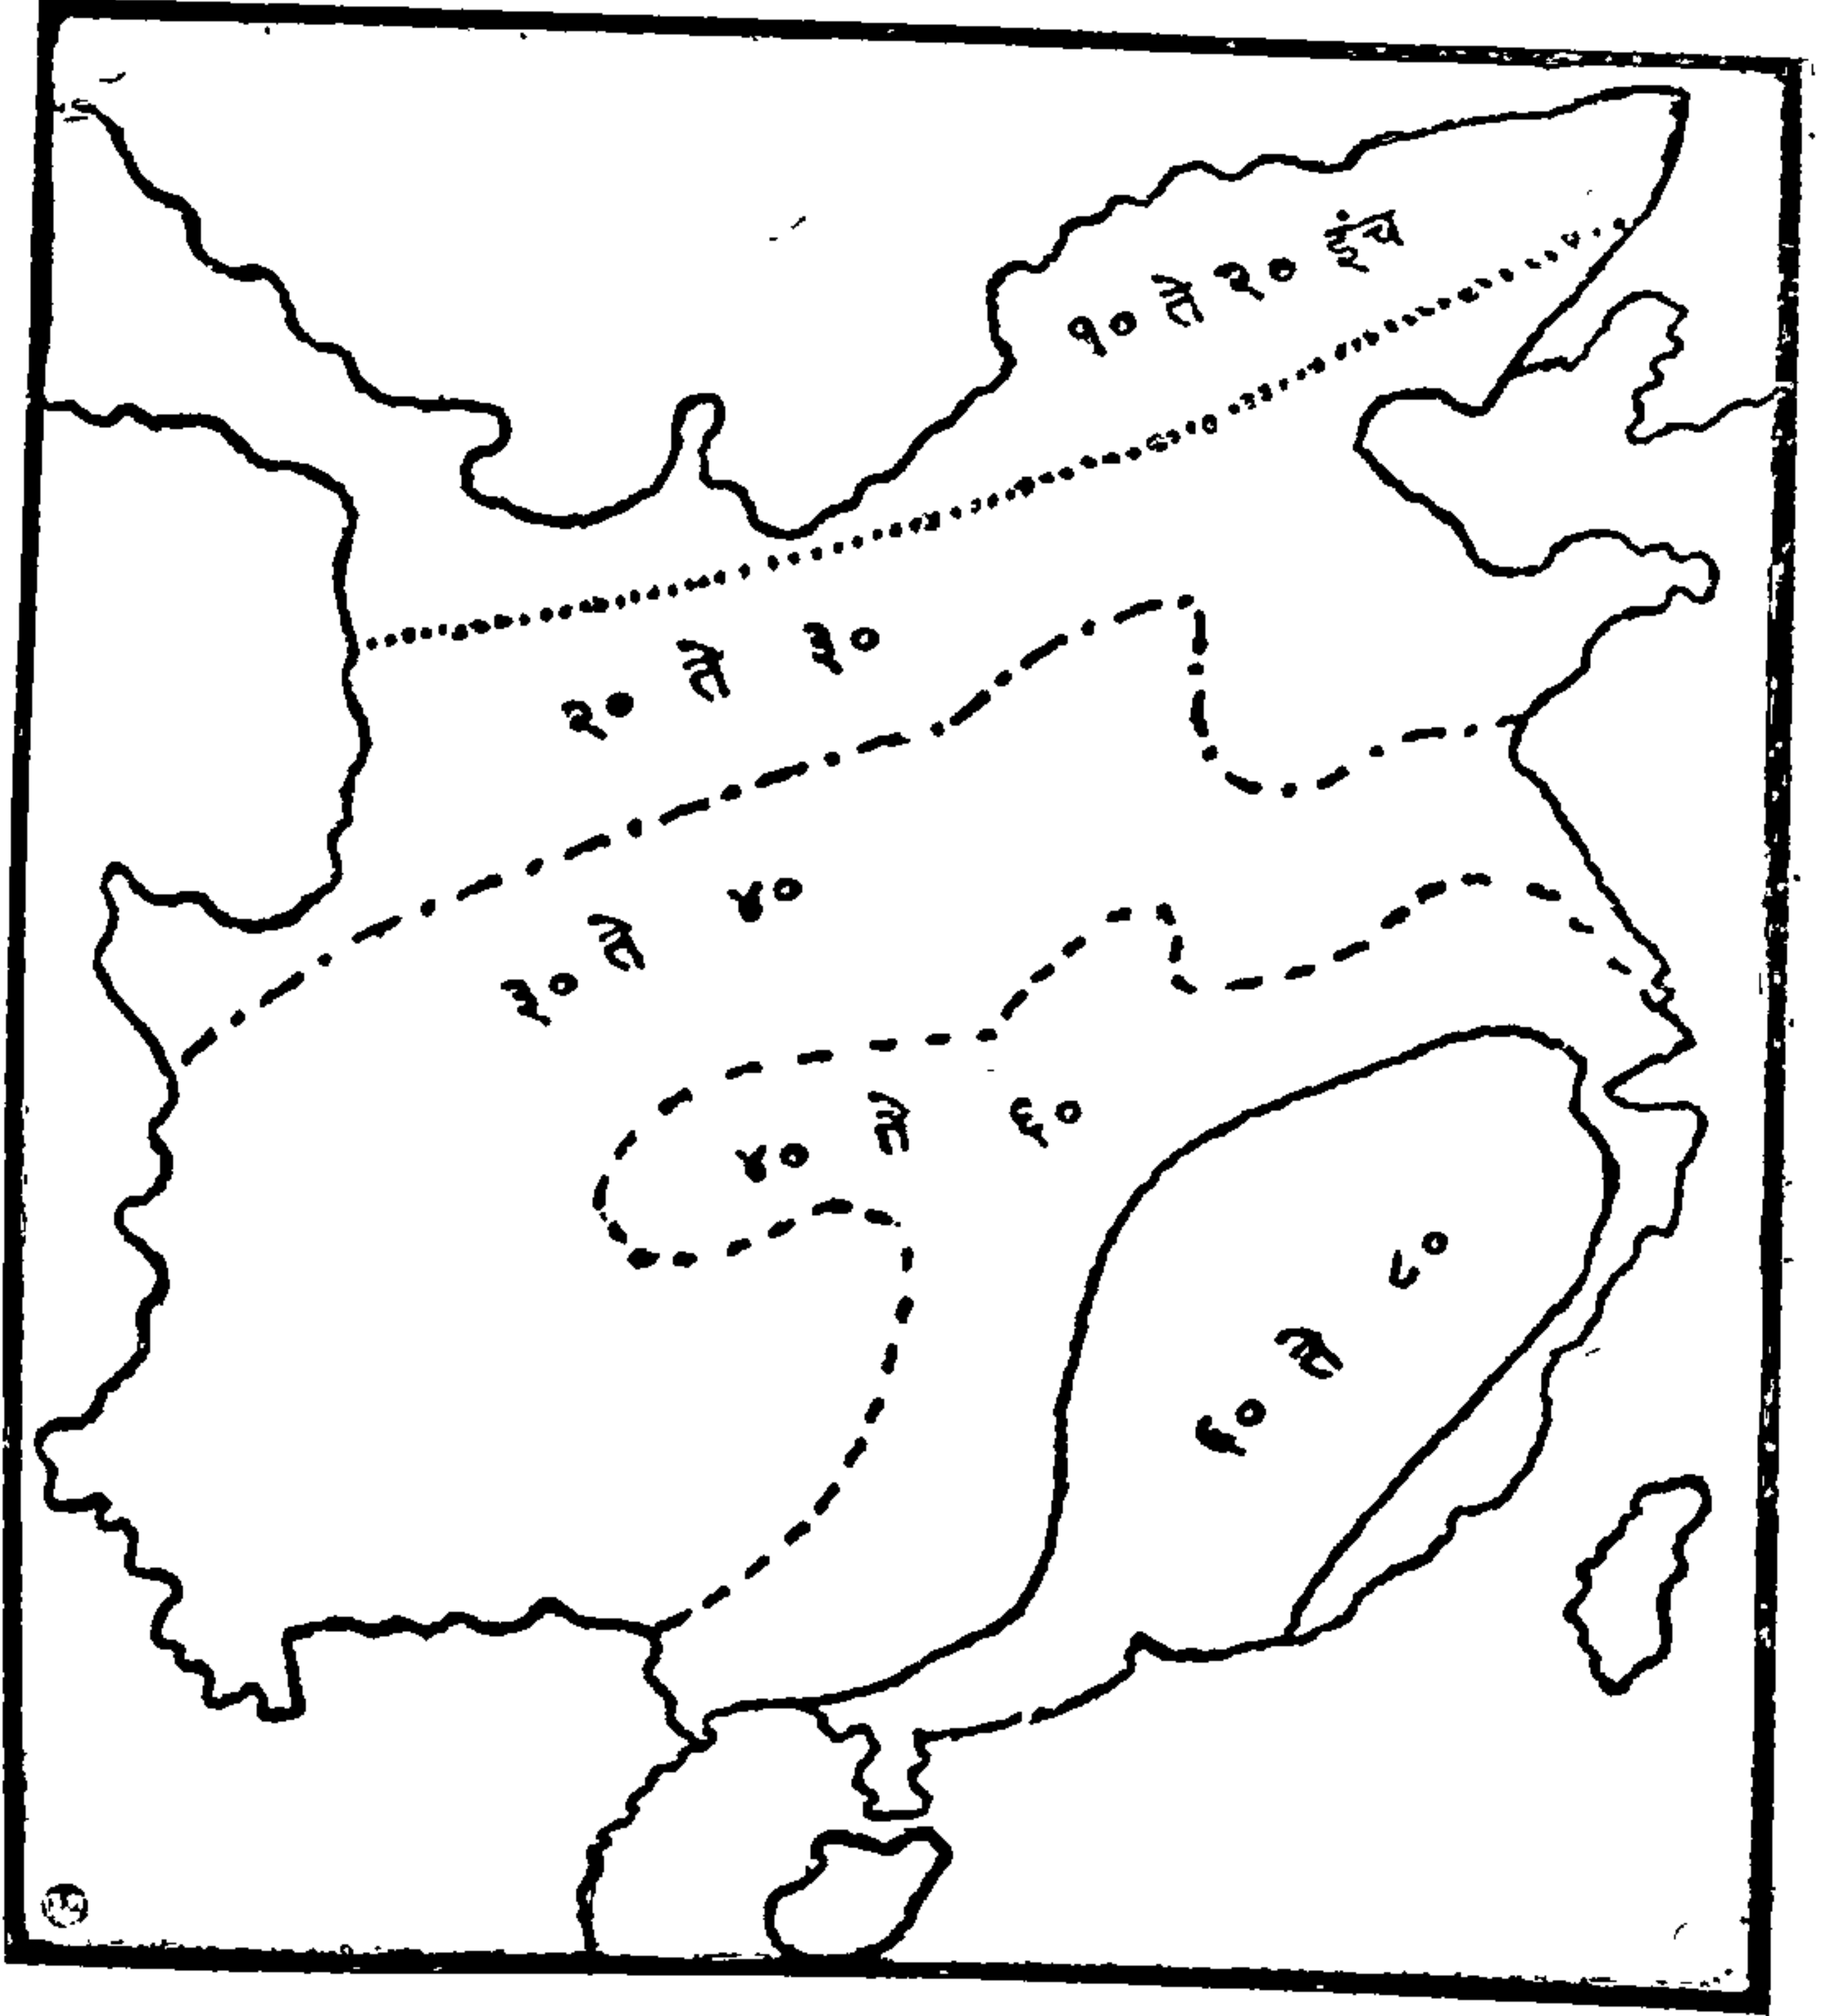 १० ते २० इंच
२० ते ३०
३० ते ४०
४० ते ६०
६० ते ८०